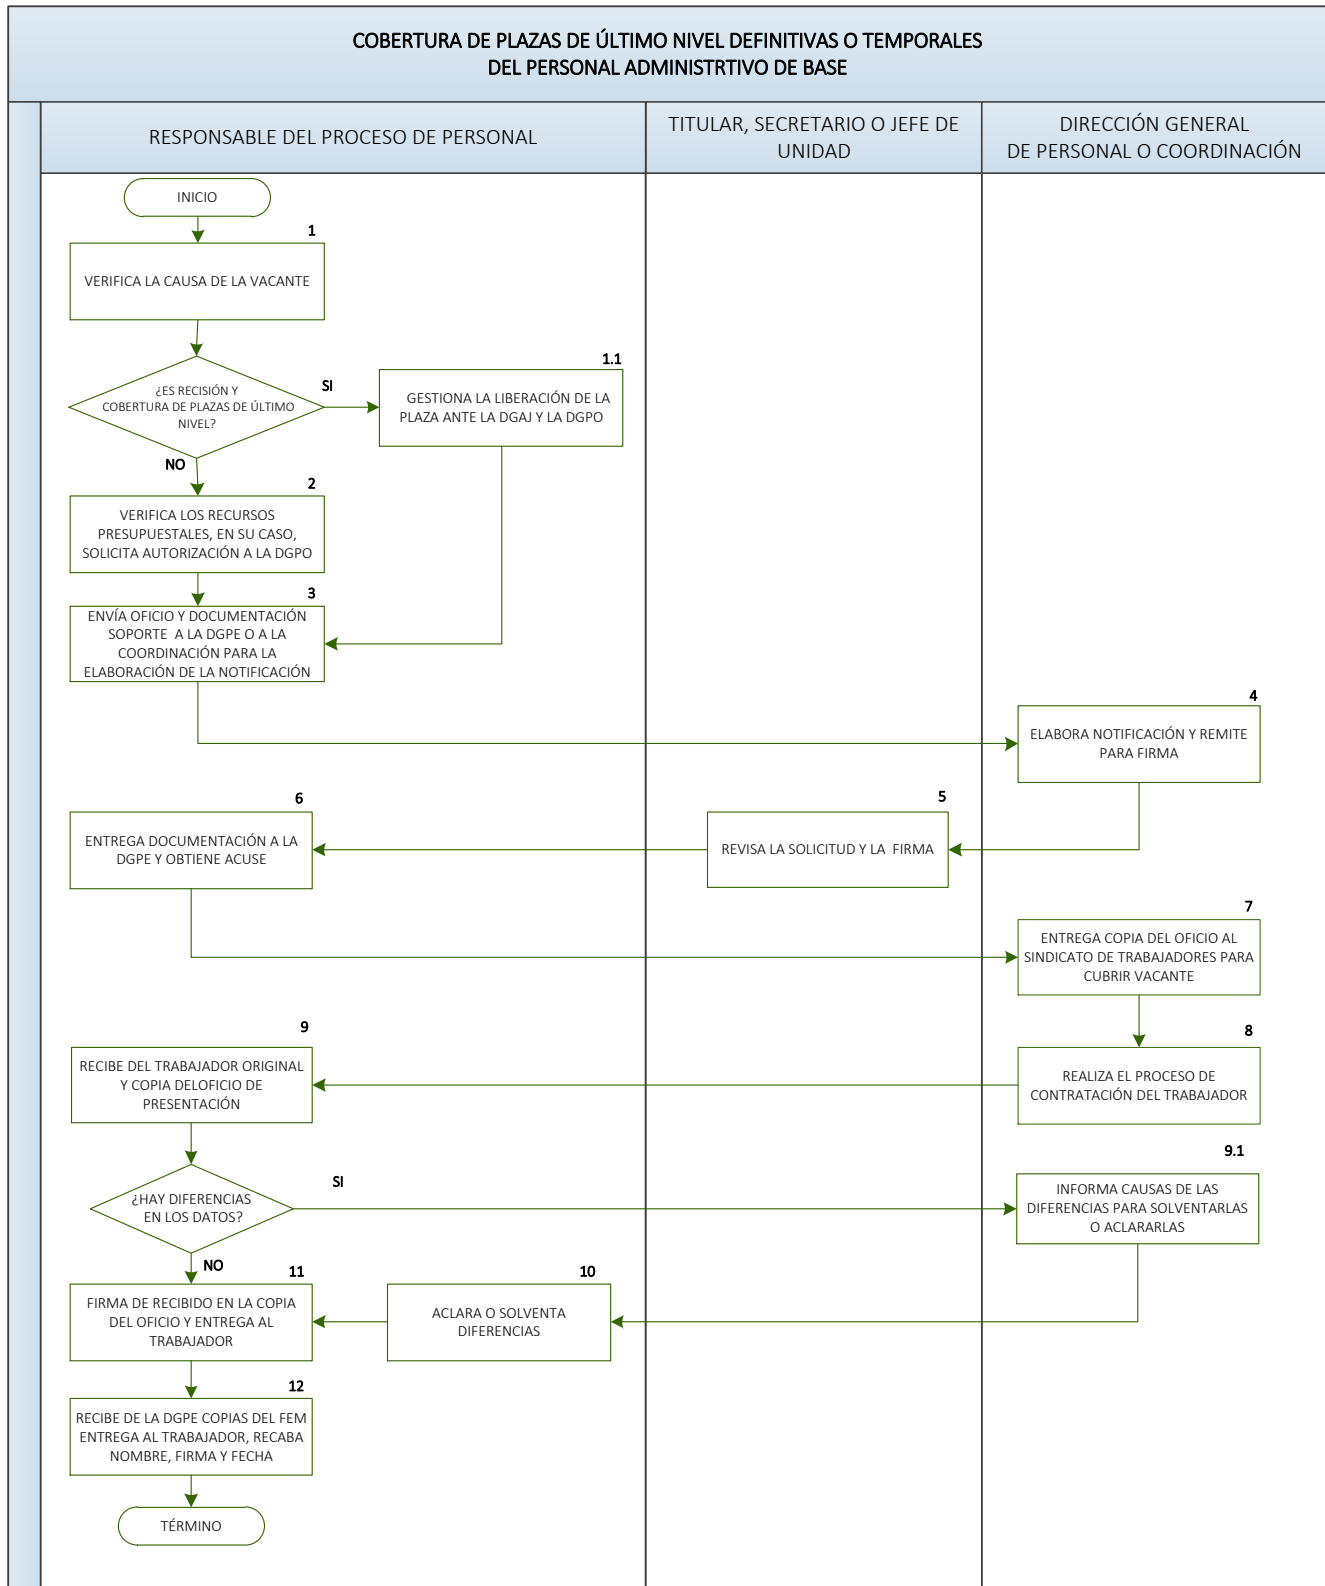 COBERTURA DE PLAZAS DE ÚLTIMO NIVEL DEFINITIVAS O TEMPORALES
DEL PERSONAL ADMINISTRTIVO DE BASE
RESPONSABLE DEL PROCESO DE PERSONAL
TITULAR, SECRETARIO O JEFE DE
UNIDAD
DIRECCIÓN GENERAL
DE PERSONAL O COORDINACIÓN
INICIO
1
VERIFICA LA CAUSA DE LA VACANTE
¿ES RECISIÓN Y
COBERTURA DE PLAZAS DE ÚLTIMO
NIVEL?
SI
1.1
GESTIONA LA LIBERACIÓN DE LA
PLAZA ANTE LA DGAJ Y LA DGPO
NO
2
VERIFICA LOS RECURSOS
PRESUPUESTALES, EN SU CASO,
SOLICITA AUTORIZACIÓN A LA DGPO
3
ENVÍA OFICIO Y DOCUMENTACIÓN
SOPORTE A LA DGPE O A LA
COORDINACIÓN PARA LA
ELABORACIÓN DE LA NOTIFICACIÓN
4
ELABORA NOTIFICACIÓN Y REMITE
PARA FIRMA
5
REVISA LA SOLICITUD Y LA FIRMA
6
ENTREGA DOCUMENTACIÓN A LA
DGPE Y OBTIENE ACUSE
7
ENTREGA COPIA DEL OFICIO AL
SINDICATO DE TRABAJADORES PARA
CUBRIR VACANTE
8
REALIZA EL PROCESO DE
CONTRATACIÓN DEL TRABAJADOR
9
RECIBE DEL TRABAJADOR ORIGINAL
Y COPIA DELOFICIO DE
PRESENTACIÓN
¿HAY DIFERENCIAS
EN LOS DATOS?
SI
9.1
INFORMA CAUSAS DE LAS
DIFERENCIAS PARA SOLVENTARLAS
O ACLARARLAS
NO
10
ACLARA O SOLVENTA
DIFERENCIAS
11
FIRMA DE RECIBIDO EN LA COPIA
DEL OFICIO Y ENTREGA AL
TRABAJADOR
12
RECIBE DE LA DGPE COPIAS DEL FEM
ENTREGA AL TRABAJADOR, RECABA
NOMBRE, FIRMA Y FECHA
TÉRMINO